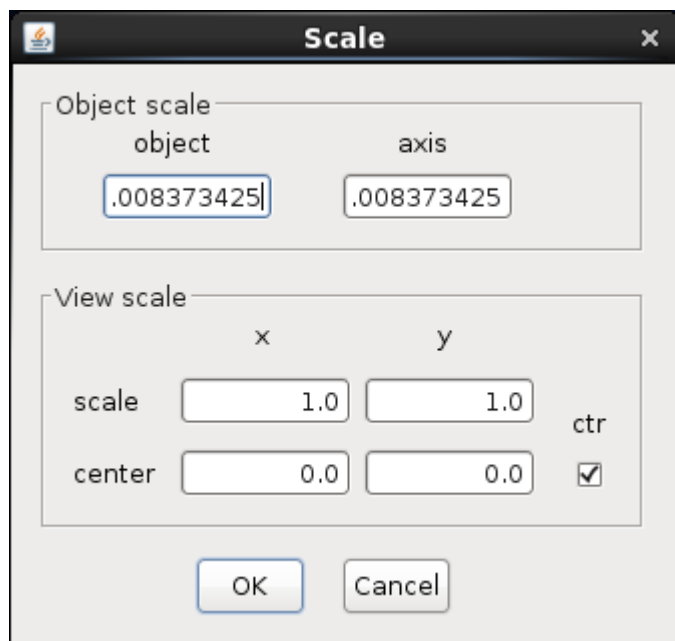 Scale
Object scale
object axis
.008373425 .008373425
View scale
x y
scale 1.0 1.0
ctr
center 0.0 0.0
OK Cancel